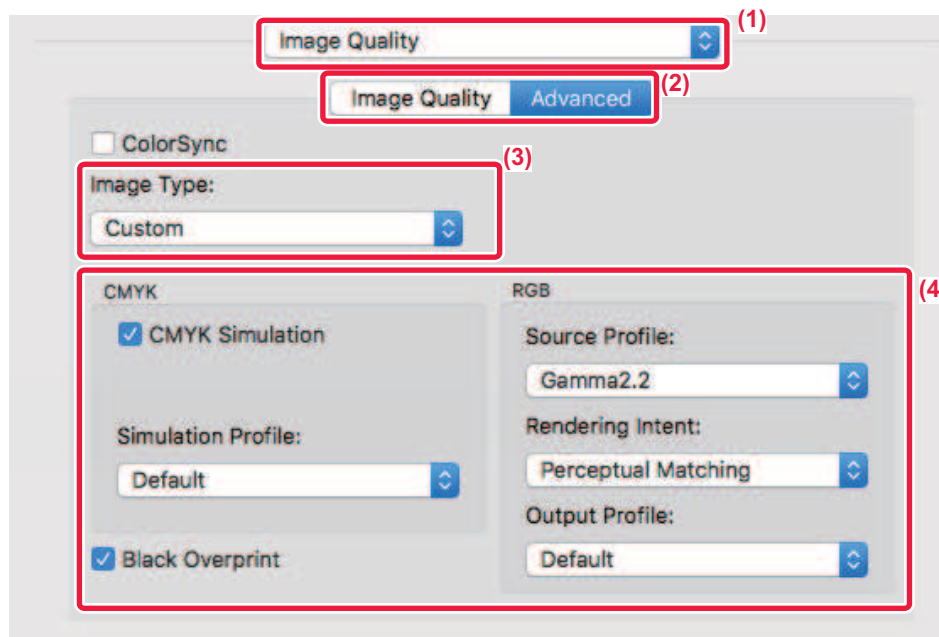 Image Quality
(1)
Image Quality Advanced
(2)
ColorSync
(3)
Image Type:
Custom
(4
CMYK
CMYK Simulation
Simulation Profile:
Default
Black Overprint
RGB
Source Profile:
Gamma2.2
Rendering Intent:
Perceptual Matching
Output Profile:
Default